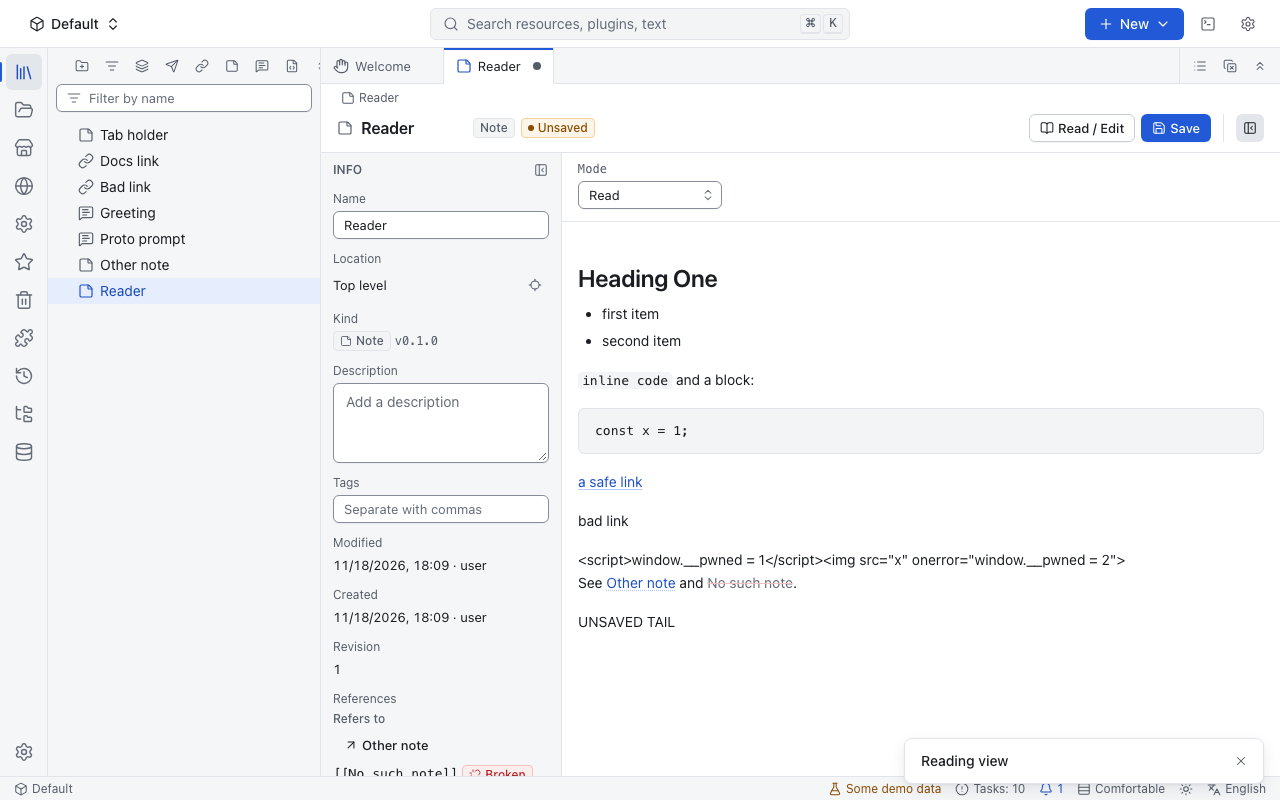 Default
Search resources, plugins, text
⌘ K
New
Welcome
Reader
Filter by name
Tab holder
Docs link
Bad link
Greeting
Proto prompt
Other note
Reader
Reader
Reader
Note
Unsaved
Read / Edit
Save
INFO
Name
Reader
Location
Top level
Kind
Note v0.1.0
Description
Add a description
Tags
Separate with commas
Modified
11/18/2026, 18:09 · user
Created
11/18/2026, 18:09 · user
Revision
1
References
Refers to
Other note
[[No such note]] Broken
Mode
Read
Heading One
• first item
• second item
inline code and a block:
const x = 1;
a safe link
bad link
<script>window.__pwned = 1</script><img src="x" onerror="window.__pwned = 2">
See Other note and No such note.
UNSAVED TAIL
Reading view
Default
Some demo data
Tasks: 10
1
Comfortable
English